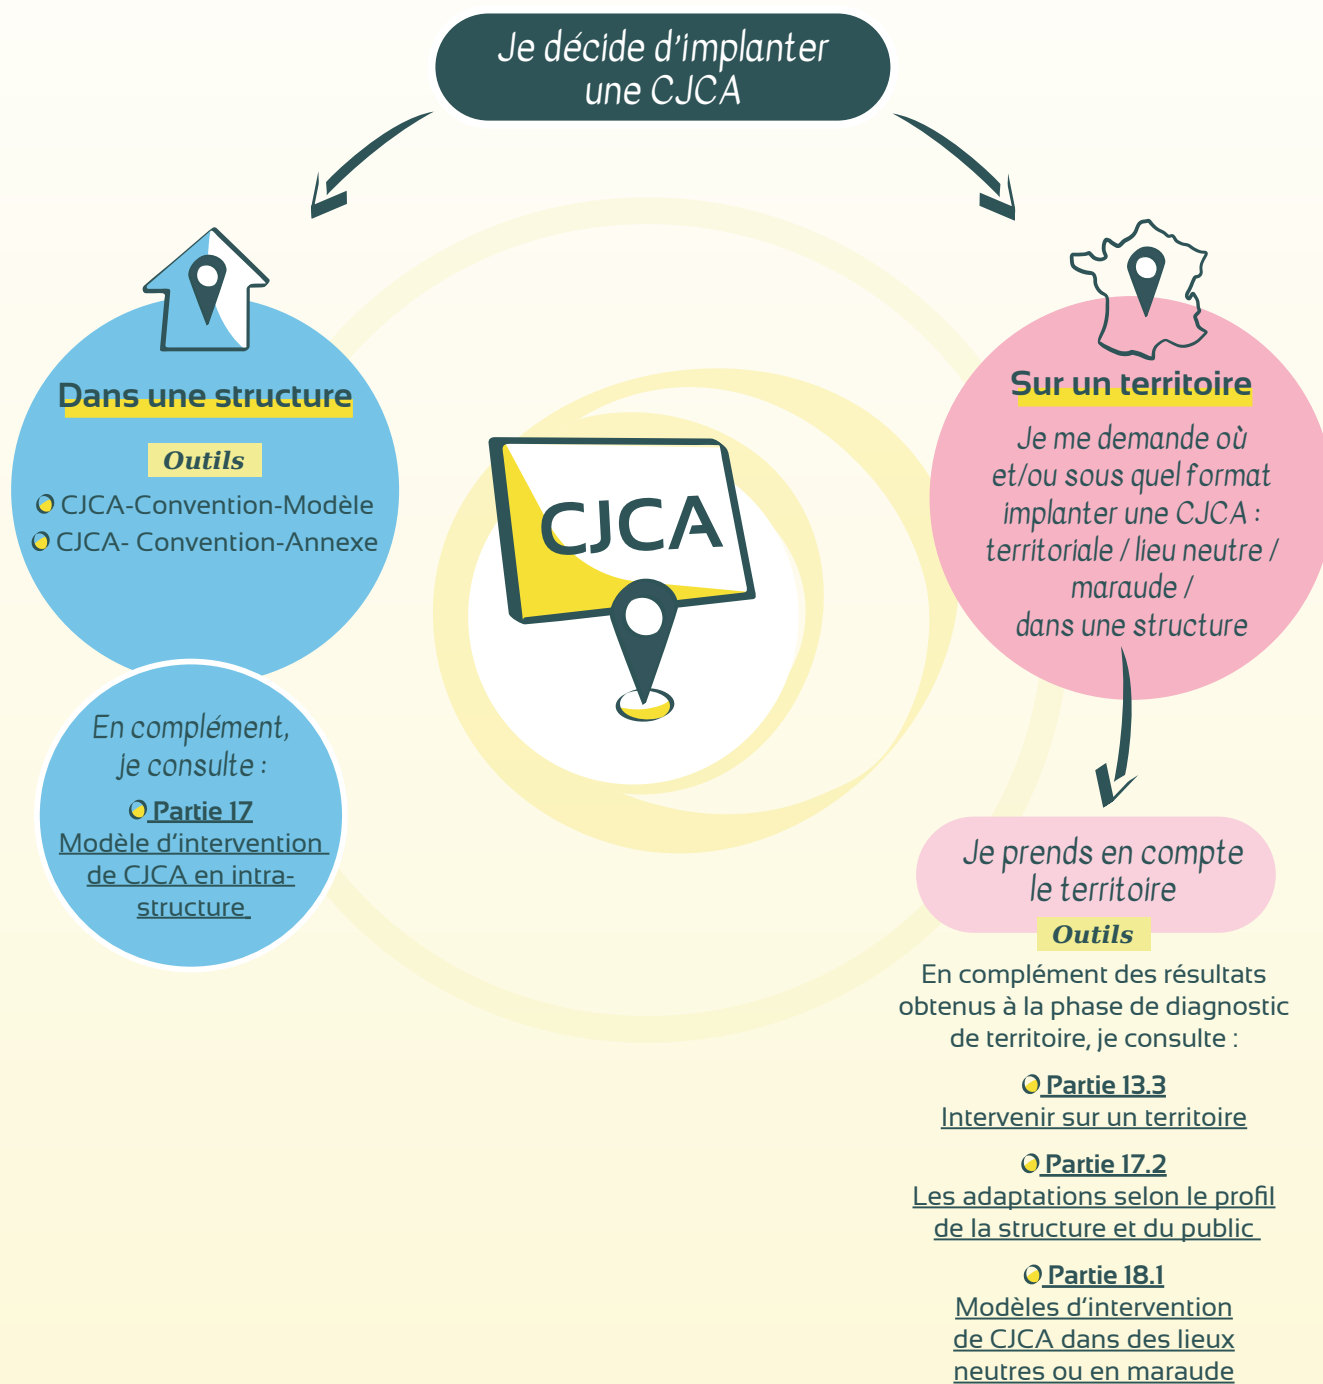 Je décide d'implanter
une CJCA
Dans une structure
Outils
CJCA-Convention-Modèle
CJCA- Convention-Annexe
En complément,
je consulte :
Partie 17
Modèle d'intervention
de CJCA en intra-
structure
CJCA
Sur un territoire
Je me demande où
et/ou sous quel format
implanter une CJCA :
territoriale / lieu neutre /
maraude /
dans une structure
Je prends en compte
le territoire
Outils
En complément des résultats
obtenus à la phase de diagnostic
de territoire, je consulte :
Partie 13.3
Intervenir sur un territoire
Partie 17.2
Les adaptations selon le profil
de la structure et du public
Partie 18.1
Modèles d'intervention
de CJCA dans des lieux
neutres ou en maraude